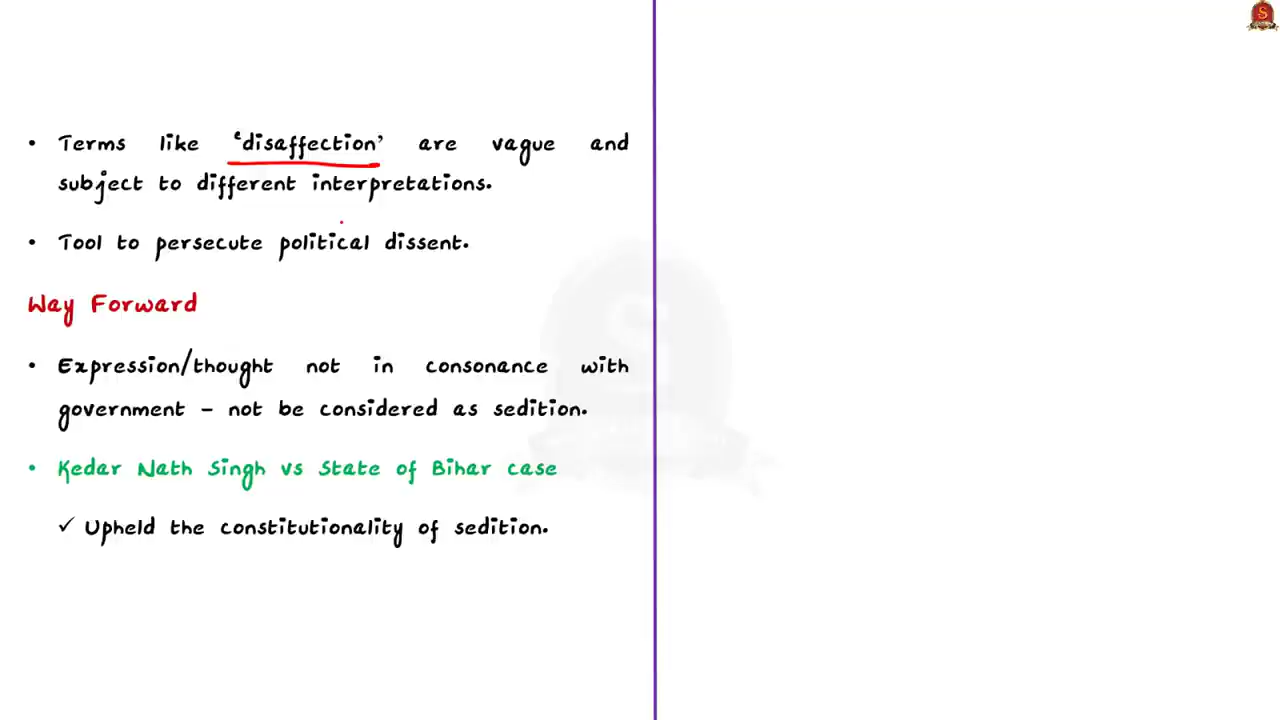 • Terms like ‘disaffection’ are vague and
subject to different interpretations.
• Tool to persecute political dissent.
Way Forward
• Expression/thought not in consonance with
government – not be considered as sedition.
• Kedar Nath Singh vs State of Bihar case
✓ Upheld the constitutionality of sedition.